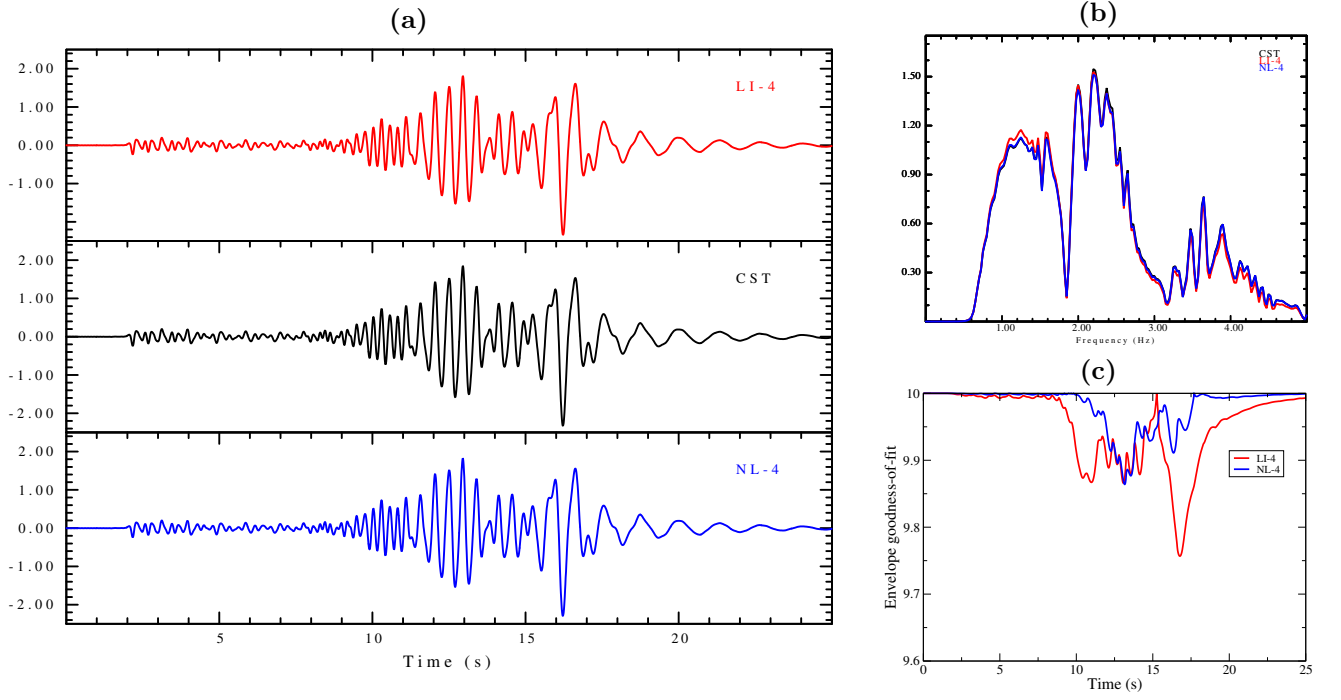 (a)
2.00
1.00
0.00
-1.00
LI-4
2.00
1.00
0.00
-1.00
-2.00
CST
2.00
1.00
0.00
-1.00
-2.00
NL-4
5 10 15 20
Time (s)
(b)
1.50
1.20
0.90
0.60
0.30
CST
LI-4
NL-4
1.00 2.00 3.00 4.00
Frequency (Hz)
(c)
Envelope goodness-of-fit
10
9.9
9.8
9.7
9.6
LI-4
NL-4
0 5 10 15 20 25
Time (s)